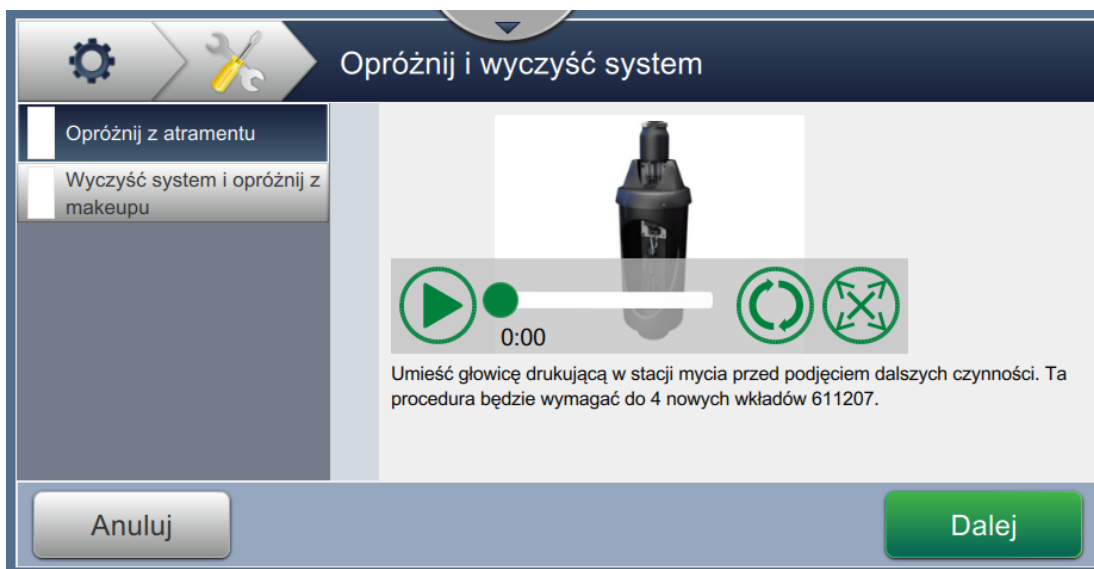 Opróżnij i wyczyść system
Opróżnij z atramentu
Wyczyść system i opróżnij z
makeupu
0:00
Umieść głowicę drukującą w stacji mycia przed podjęciem dalszych czynności. Ta
procedura będzie wymagać do 4 nowych wkładów 611207.
Anuluj
Dalej